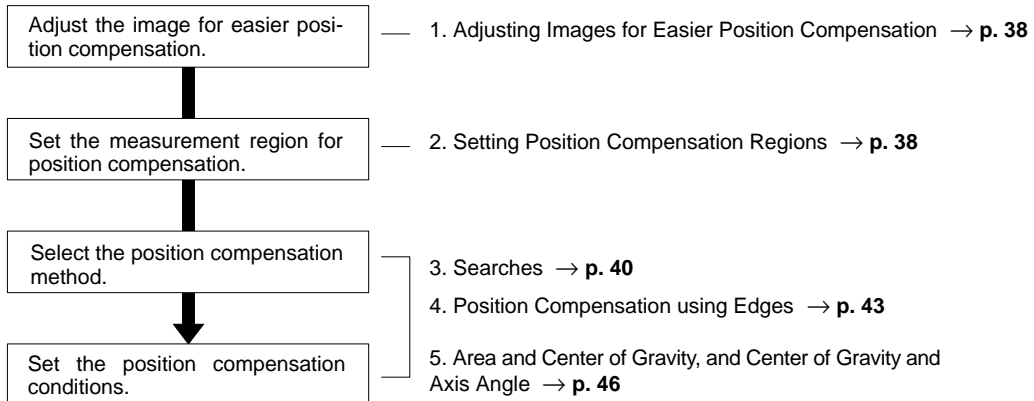 Adjust the image for easier posi-
tion compensation.
1. Adjusting Images for Easier Position Compensation → p. 38
Set the measurement region for
position compensation.
2. Setting Position Compensation Regions → p. 38
Select the position compensation
method.
3. Searches → p. 40
4. Position Compensation using Edges → p. 43
Set the position compensation
conditions.
5. Area and Center of Gravity, and Center of Gravity and
Axis Angle → p. 46